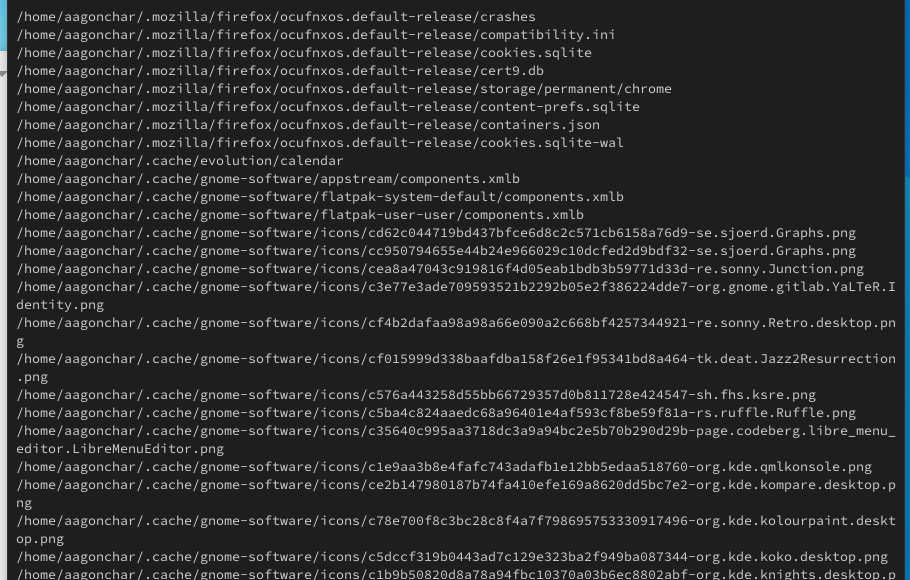 /home/aagonchar/.mozilla/firefox/ocufnxos.default-release/crashes
/home/aagonchar/.mozilla/firefox/ocufnxos.default-release/compatibility.ini
/home/aagonchar/.mozilla/firefox/ocufnxos.default-release/cookies.sqlite
/home/aagonchar/.mozilla/firefox/ocufnxos.default-release/cert9.db
/home/aagonchar/.mozilla/firefox/ocufnxos.default-release/storage/permanent/chrome
/home/aagonchar/.mozilla/firefox/ocufnxos.default-release/content-prefs.sqlite
/home/aagonchar/.mozilla/firefox/ocufnxos.default-release/containers.json
/home/aagonchar/.mozilla/firefox/ocufnxos.default-release/cookies.sqlite-wal
/home/aagonchar/.cache/evolution/calendar
/home/aagonchar/.cache/gnome-software/appstream/components.xmlb
/home/aagonchar/.cache/gnome-software/flatpak-system-default/components.xmlb
/home/aagonchar/.cache/gnome-software/flatpak-user-user/components.xmlb
/home/aagonchar/.cache/gnome-software/icons/cd62c044719bd437bfce6d8c2c571cb6158a76d9-se.sjoerd.Graphs.png
/home/aagonchar/.cache/gnome-software/icons/cc950794655e44b24e966029c10dcfed2d9bdf32-se.sjoerd.Graphs.png
/home/aagonchar/.cache/gnome-software/icons/cea8a47043c919816f4d05eab1bdb3b59771d33d-re.sonny.Junction.png
/home/aagonchar/.cache/gnome-software/icons/c3e77e3ade709593521b2292b05e2f386224dde7-org.gnome.gitlab.YaLTeR.I
dentity.png
/home/aagonchar/.cache/gnome-software/icons/cf4b2dafaa98a98a66e090a2c668bf4257344921-re.sonny.Retro.desktop.pn
g
/home/aagonchar/.cache/gnome-software/icons/cf015999d338baafdba158f26e1f95341bd8a464-tk.deat.Jazz2Resurrection
.png
/home/aagonchar/.cache/gnome-software/icons/c576a443258d55bb66729357d0b811728e424547-sh.fhs.ksre.png
/home/aagonchar/.cache/gnome-software/icons/c5ba4c824aaedc68a96401e4af593cf8be59f81a-rs.ruffle.Ruffle.png
/home/aagonchar/.cache/gnome-software/icons/c35640c995aa3718dc3a9a94bc2e5b70b290d29b-page.codeberg.libre_menu_
editor.LibreMenuEditor.png
/home/aagonchar/.cache/gnome-software/icons/c1e9aa3b8e4fafc743adafb1e12bb5edaa518760-org.kde.qmlkonsole.png
/home/aagonchar/.cache/gnome-software/icons/ce2b147980187b74fa410efe169a8620dd5bc7e2-org.kde.kompare.desktop.p
ng
/home/aagonchar/.cache/gnome-software/icons/c78e700f8c3bc28c8f4a7f798695753330917496-org.kde.kolourpaint.deskt
op.png
/home/aagonchar/.cache/gnome-software/icons/c5dccf319b0443ad7c129e323ba2f949ba087344-org.kde.koko.desktop.png
/home/aagonchar/.cache/gnome-software/icons/c1b9b50820d8a78a94fbc10370a03b6ec8802abf-org.kde.knights.desktop.p